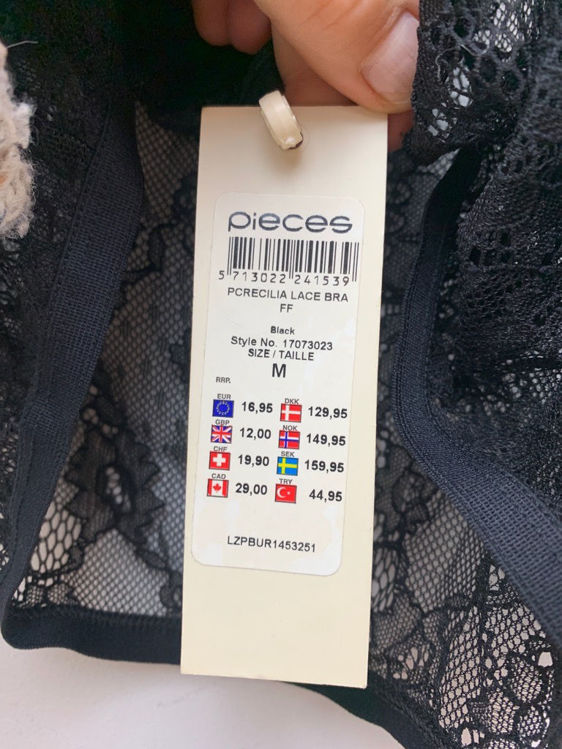 pieces
5 713022 241539
PCRECILIA LACE BRA
FF
Black
Style No. 17073023
SIZE / TAILLE
M
RRP.
EUR 16,95 DKK 129,95
GBP 12,00 NOK 149,95
CHF 19,90 SEK 159,95
CAD 29,00 TRY 44,95
LZPBUR1453251